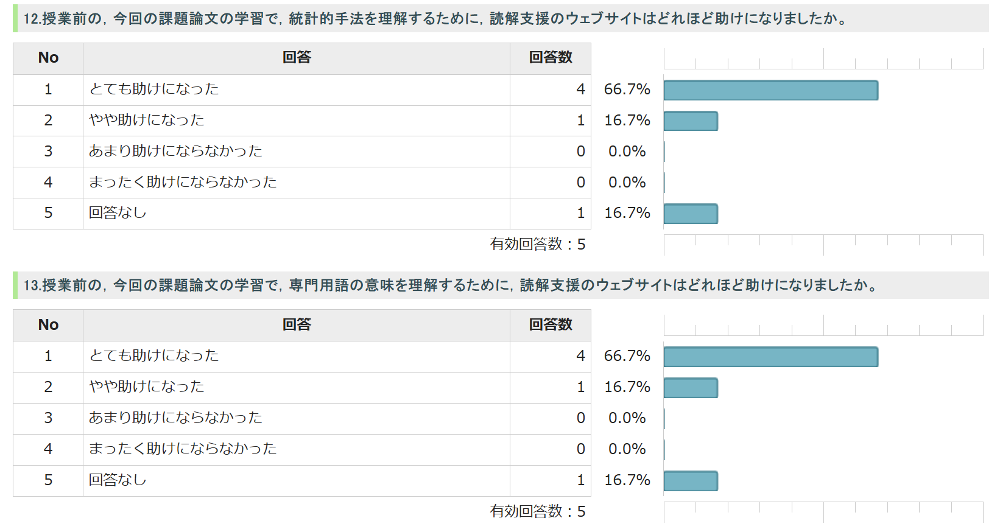 12.授業前の，今回の課題論文の学習で，統計的手法を理解するために，読解支援のウェブサイトはどれほど助けになりましたか。
No 回答 回答数
1 とても助けになった 4 66.7%
2 やや助けになった 1 16.7%
3 あまり助けにならなかった 0 0.0%
4 まったく助けにならなかった 0 0.0%
5 回答なし 1 16.7%
有効回答数：5
13.授業前の，今回の課題論文の学習で，専門用語の意味を理解するために，読解支援のウェブサイトはどれほど助けになりましたか。
No 回答 回答数
1 とても助けになった 4 66.7%
2 やや助けになった 1 16.7%
3 あまり助けにならなかった 0 0.0%
4 まったく助けにならなかった 0 0.0%
5 回答なし 1 16.7%
有効回答数：5